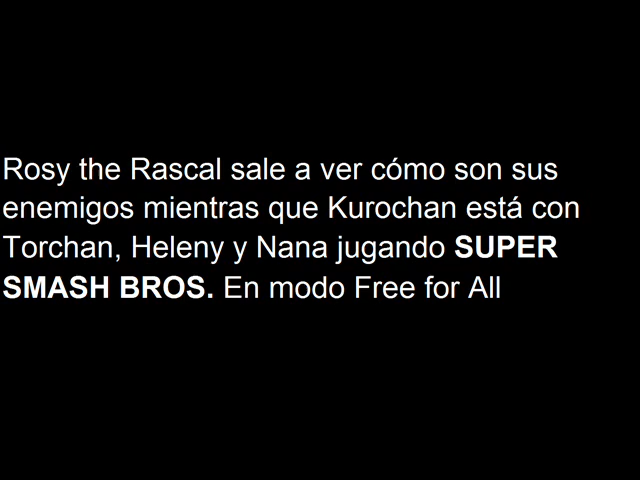 Rosy the Rascal sale a ver cómo son sus
enemigos mientras que Kurochan está con
Torchan, Heleny y Nana jugando SUPER
SMASH BROS. En modo Free for All